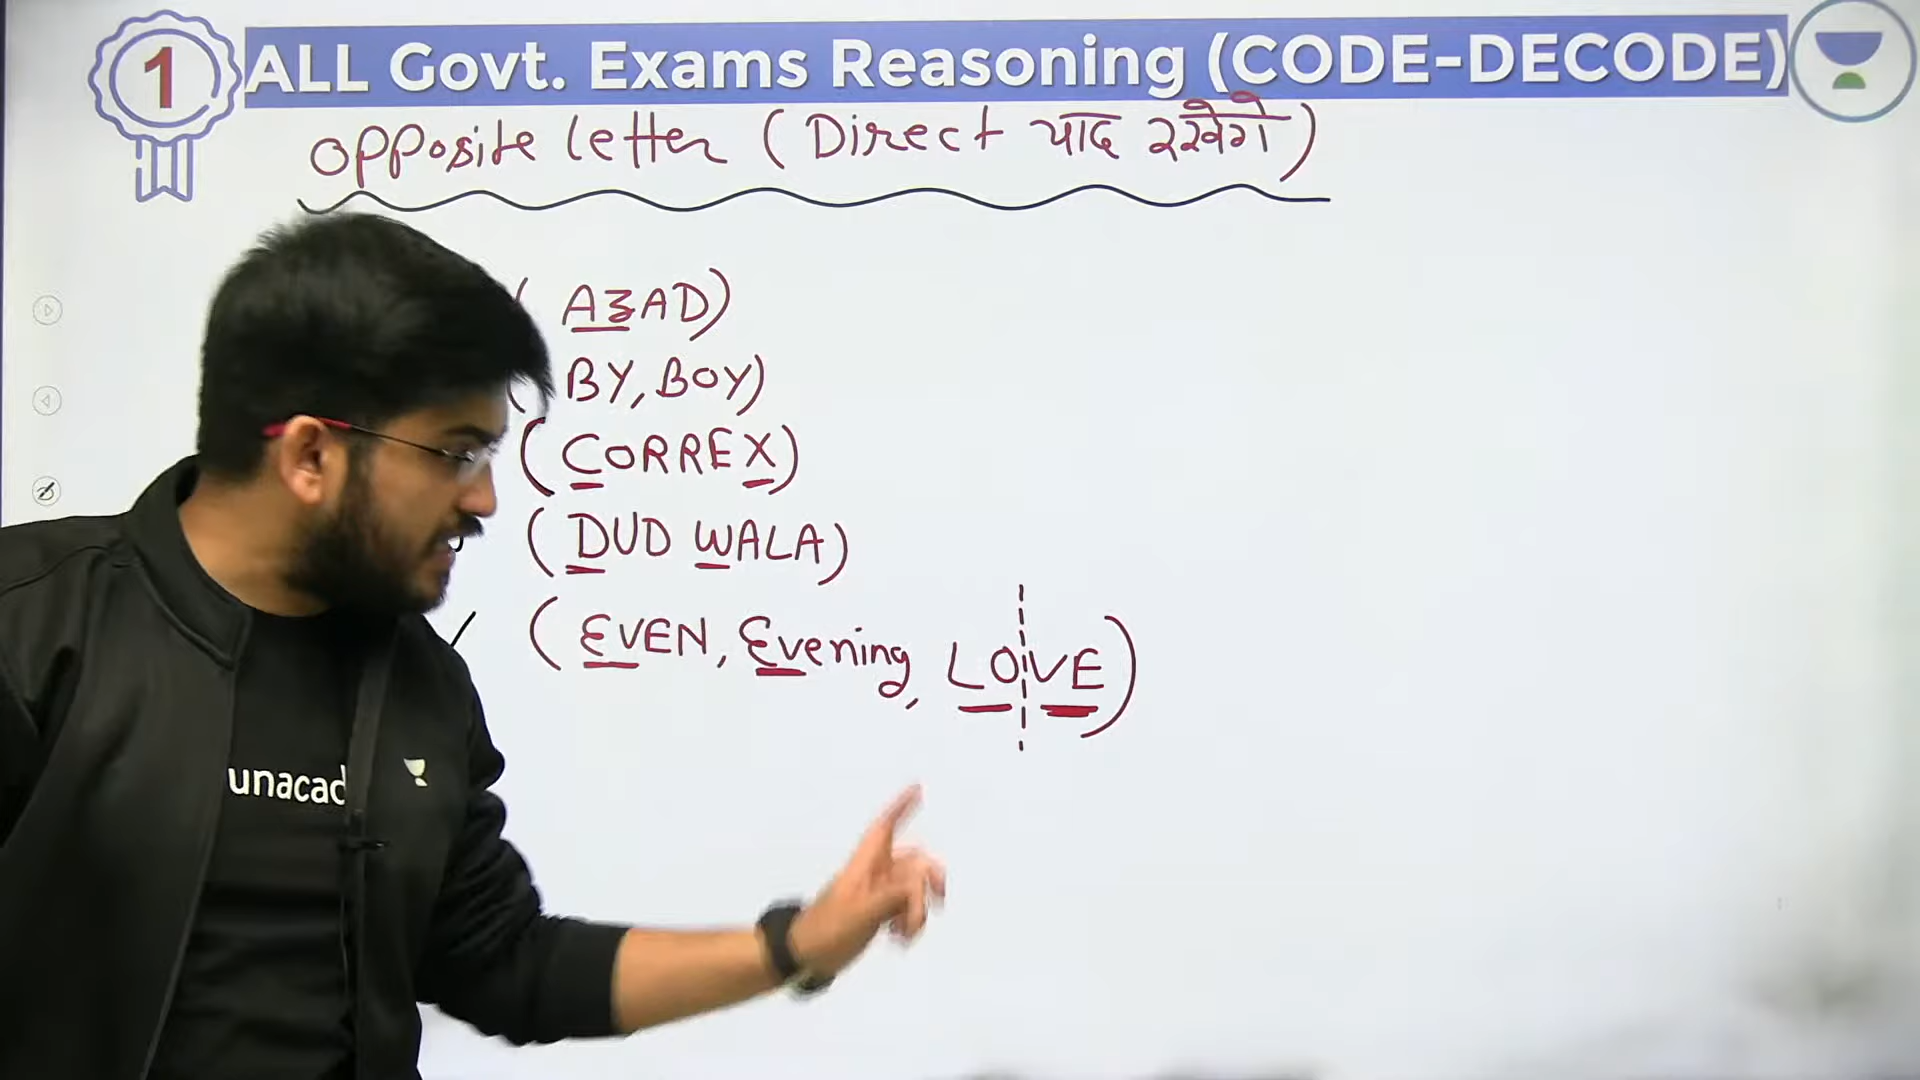 1
ALL Govt. Exams Reasoning (CODE-DECODE)
opposite letter (Direct याद रखेंगे)
(AZAD)
(BY, BOY)
(CORREX)
(DUD WALA)
(EVEN, Evening, LOVE)
unacad